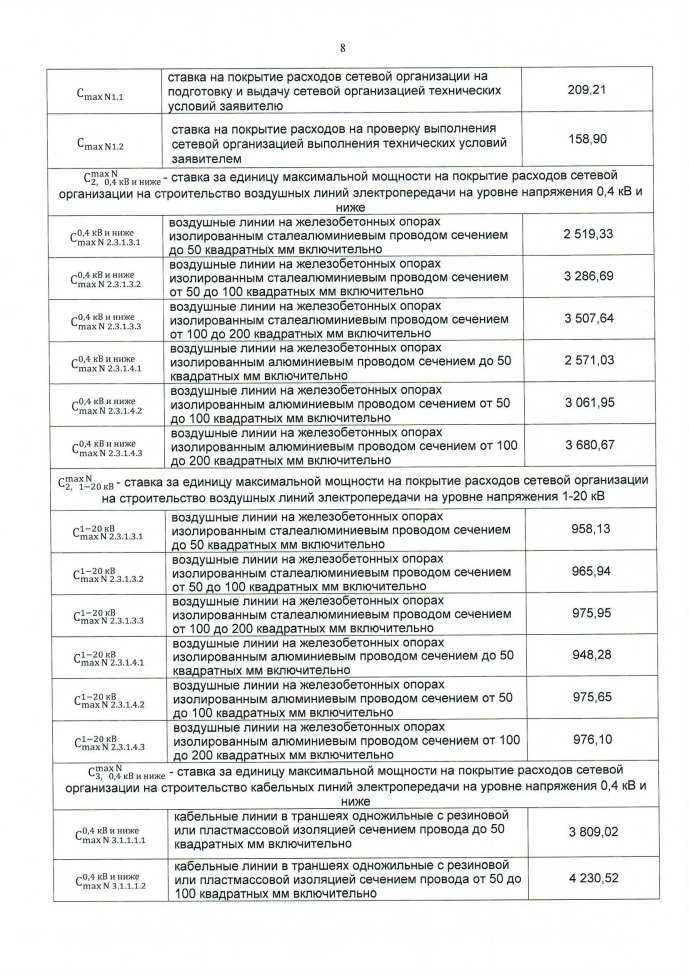 8
C max N1.1
ставка на покрытие расходов сетевой организации на
подготовку и выдачу сетевой организацией технических
условий заявителю
209,21
C max N1.2
ставка на покрытие расходов на проверку выполнения
сетевой организацией выполнения технических условий
заявителем
158,90
C max N 2, 0,4 кВ и ниже - ставка за единицу максимальной мощности на покрытие расходов сетевой
организации на строительство воздушных линий электропередачи на уровне напряжения 0,4 кВ и
ниже
C 0,4 кВ и ниже max N 2.3.1.3.1
воздушные линии на железобетонных опорах
изолированным сталеалюминиевым проводом сечением
до 50 квадратных мм включительно
2 519,33
C 0,4 кВ и ниже max N 2.3.1.3.2
воздушные линии на железобетонных опорах
изолированным сталеалюминиевым проводом сечением
от 50 до 100 квадратных мм включительно
3 286,69
C 0,4 кВ и ниже max N 2.3.1.3.3
воздушные линии на железобетонных опорах
изолированным сталеалюминиевым проводом сечением
от 100 до 200 квадратных мм включительно
3 507,64
C 0,4 кВ и ниже max N 2.3.1.4.1
воздушные линии на железобетонных опорах
изолированным алюминиевым проводом сечением до 50
квадратных мм включительно
2 571,03
C 0,4 кВ и ниже max N 2.3.1.4.2
воздушные линии на железобетонных опорах
изолированным алюминиевым проводом сечением от 50
до 100 квадратных мм включительно
3 061,95
C 0,4 кВ и ниже max N 2.3.1.4.3
воздушные линии на железобетонных опорах
изолированным алюминиевым проводом сечением от 100
до 200 квадратных мм включительно
3 680,67
C max N 2, 1−20 кВ - ставка за единицу максимальной мощности на покрытие расходов сетевой организации
на строительство воздушных линий электропередачи на уровне напряжения 1-20 кВ
C 1−20 кВ max N 2.3.1.3.1
воздушные линии на железобетонных опорах
изолированным сталеалюминиевым проводом сечением
до 50 квадратных мм включительно
958,13
C 1−20 кВ max N 2.3.1.3.2
воздушные линии на железобетонных опорах
изолированным сталеалюминиевым проводом сечением
от 50 до 100 квадратных мм включительно
965,94
C 1−20 кВ max N 2.3.1.3.3
воздушные линии на железобетонных опорах
изолированным сталеалюминиевым проводом сечением
от 100 до 200 квадратных мм включительно
975,95
C 1−20 кВ max N 2.3.1.4.1
воздушные линии на железобетонных опорах
изолированным алюминиевым проводом сечением до 50
квадратных мм включительно
948,28
C 1−20 кВ max N 2.3.1.4.2
воздушные линии на железобетонных опорах
изолированным алюминиевым проводом сечением от 50
до 100 квадратных мм включительно
975,65
C 1−20 кВ max N 2.3.1.4.3
воздушные линии на железобетонных опорах
изолированным алюминиевым проводом сечением от 100
до 200 квадратных мм включительно
976,10
C max N 3, 0,4 кВ и ниже - ставка за единицу максимальной мощности на покрытие расходов сетевой
организации на строительство кабельных линий электропередачи на уровне напряжения 0,4 кВ и
ниже
C 0,4 кВ и ниже max N 3.1.1.1.1
кабельные линии в траншеях одножильные с резиновой
или пластмассовой изоляцией сечением провода до 50
квадратных мм включительно
3 809,02
C 0,4 кВ и ниже max N 3.1.1.1.2
кабельные линии в траншеях одножильные с резиновой
или пластмассовой изоляцией сечением провода от 50 до
100 квадратных мм включительно
4 230,52